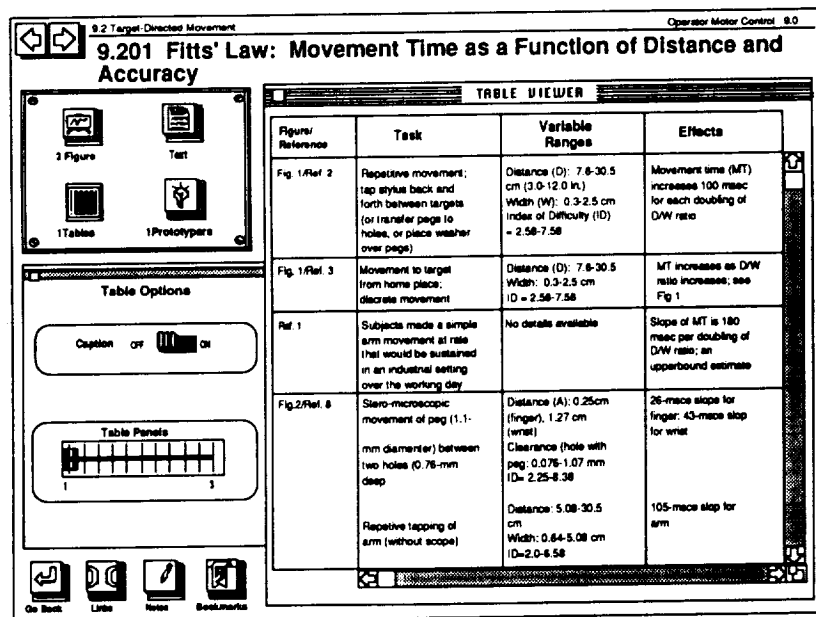 9.2 Target-Directed Movement
Operator Motor Control 9.0
9.201 Fitts' Law: Movement Time as a Function of Distance and
Accuracy
3 Figure
Text
1Tables
1Prototypers
Table Options
Caption OFF ON
Table Panels
1 3
Go Back
Links
Notes
Bookmarks
TABLE VIEWER
Figure/
Reference
Task
Variable
Ranges
Effects
Fig. 1/Ref. 2
Repetitive movement;
tap stylus back and
forth between targets
(or transfer pegs to
holes, or place washer
over pegs)
Distance (D): 7.6-30.5
cm (3.0-12.0 in.)
Width (W): 0.3-2.5 cm
Index of Difficulty (ID)
= 2.58-7.58
Movement time (MT)
increases 100 msec
for each doubling of
D/W ratio
Fig. 1/Ref. 3
Movement to target
from home place;
discrete movement
Distance (D): 7.6-30.5
Width: 0.3-2.5 cm
ID = 2.58-7.58
MT increases as D/W
ratio increases; see
Fig 1
Ref. 1
Subjects made a simple
arm movement at rate
that would be sustained
in an industrial setting
over the working day
No details available
Slope of MT is 180
msec per doubling of
D/W ratio; an
upperbound estimate
Fig.2/Ref. 8
Stero-microscopic
movement of peg (1.1-
mm diamenter) between
two holes (0.76-mm
deep
Distance (A): 0.25cm
(finger), 1.27 cm
(wrist)
Clearance (hole with
peg: 0.076-1.07 mm
ID= 2.25-8.38
26-msce slope for
finger: 43-msce slop
for wrist
Repetive tapping of
arm (without scope)
Distance: 5.08-30.5
cm
Width: 0.64-5.08 cm
ID=2.0-6.58
105-msce slop for
arm